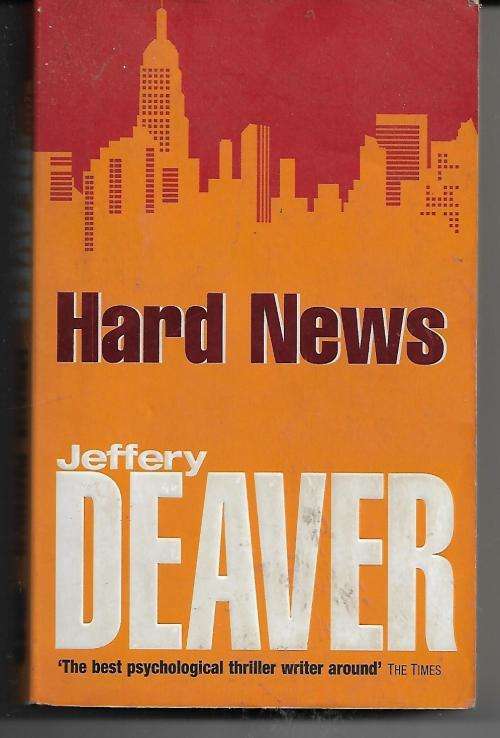 Hard News
Jeffery
DEAVER
'The best psychological thriller writer around' THE TIMES